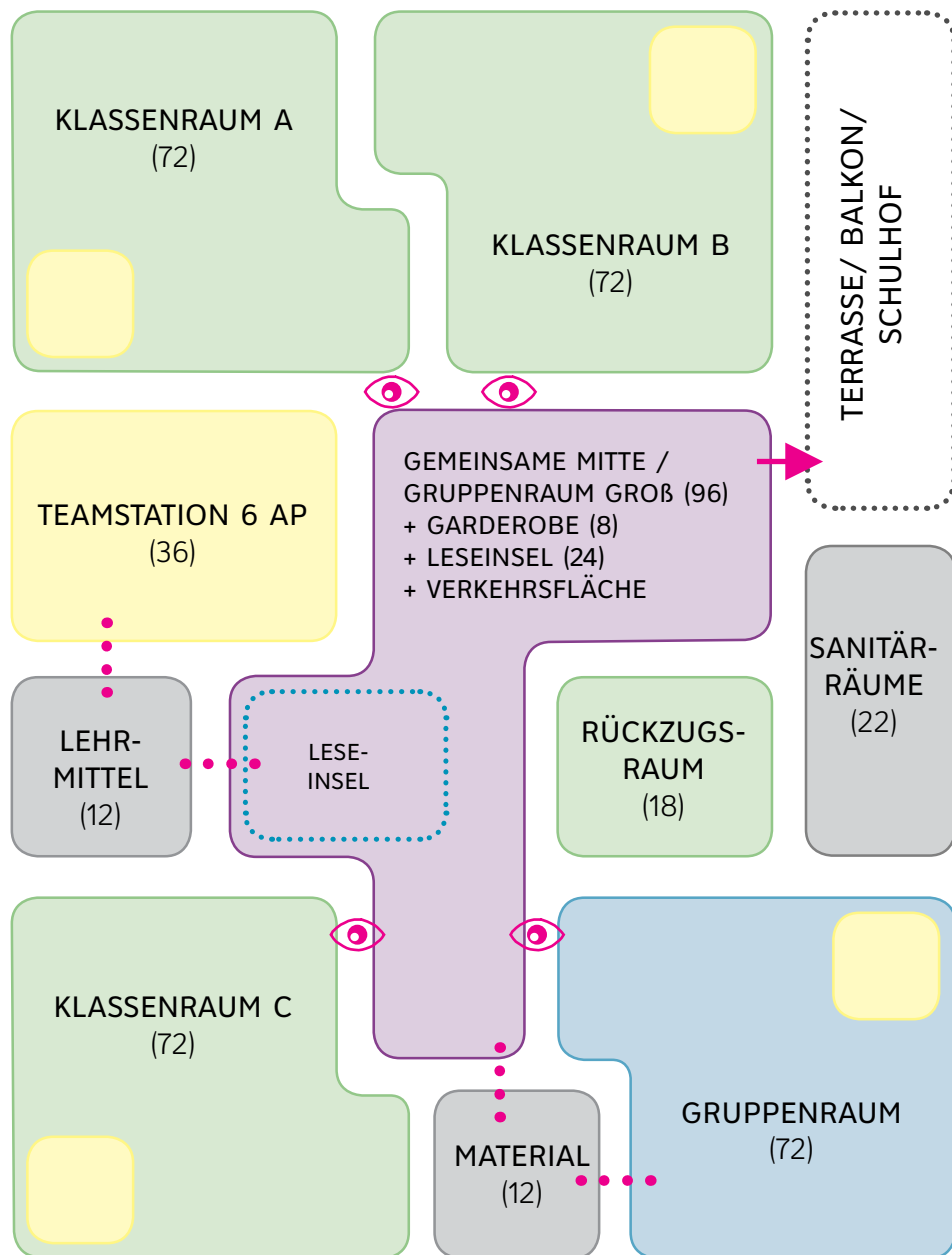 KLASSENRAUM A
(72)
KLASSENRAUM B
(72)
TERRASSE/ BALKON/
SCHULHOF
TEAMSTATION 6 AP
(36)
GEMEINSAME MITTE /
GRUPPENRAUM GROß (96)
+ GARDEROBE (8)
+ LESEINSEL (24)
+ VERKEHRSFLÄCHE
LEHR-
MITTEL
(12)
LESE-
INSEL
RÜCKZUGS-
RAUM
(18)
SANITÄR-
RÄUME
(22)
KLASSENRAUM C
(72)
MATERIAL
(12)
GRUPPENRAUM
(72)